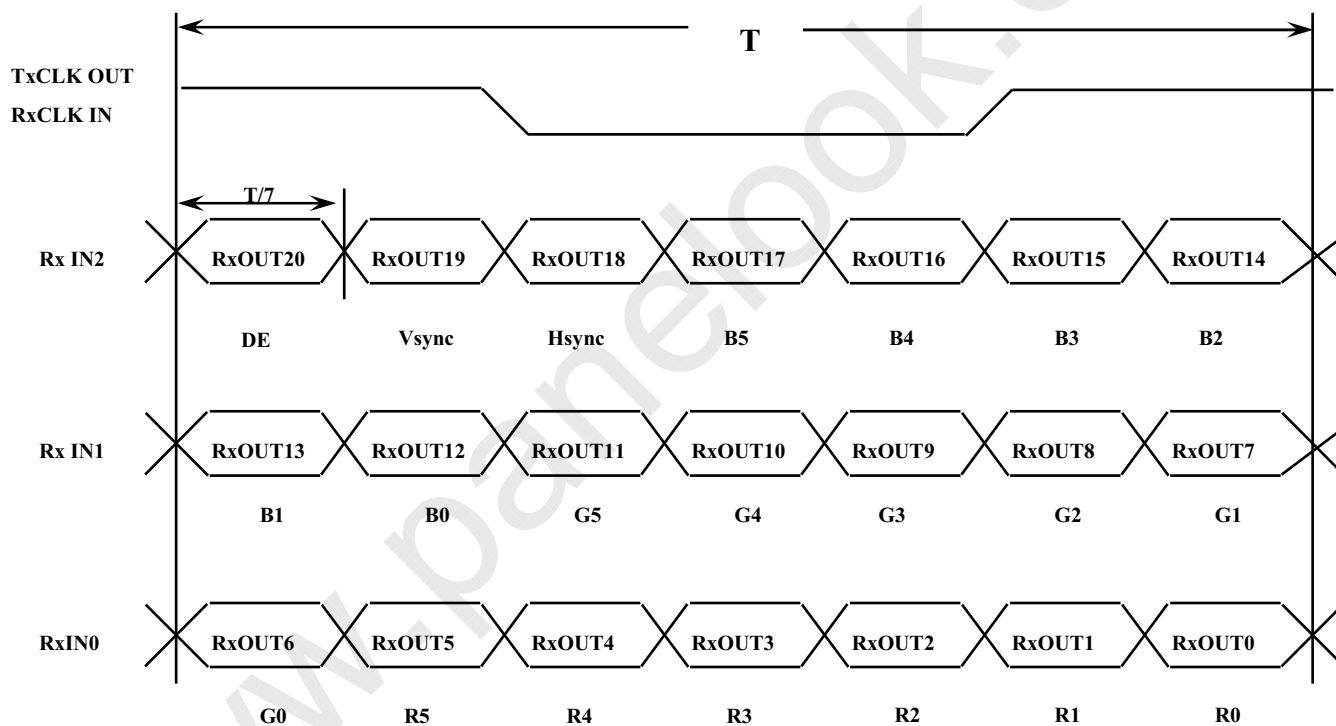 T
TxCLK OUT
RxCLK IN
T/7
Rx IN2 RxOUT20 RxOUT19 RxOUT18 RxOUT17 RxOUT16 RxOUT15 RxOUT14
DE Vsync Hsync B5 B4 B3 B2
Rx IN1 RxOUT13 RxOUT12 RxOUT11 RxOUT10 RxOUT9 RxOUT8 RxOUT7
B1 B0 G5 G4 G3 G2 G1
RxIN0 RxOUT6 RxOUT5 RxOUT4 RxOUT3 RxOUT2 RxOUT1 RxOUT0
G0 R5 R4 R3 R2 R1 R0
w.panelook.